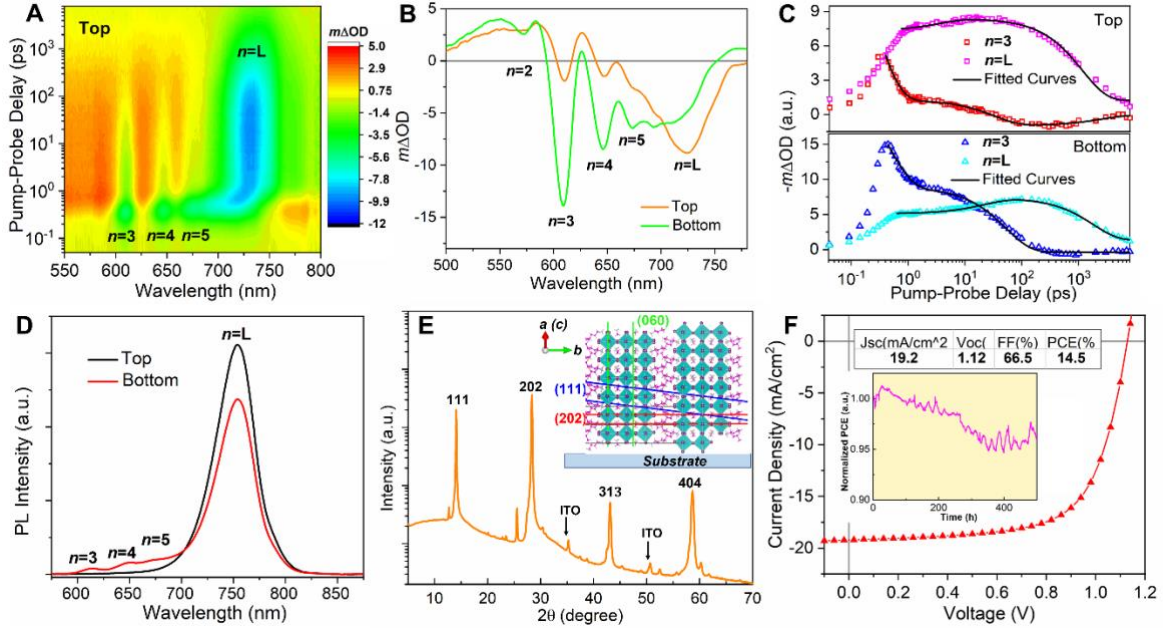 A
Top
n=L
n=3
n=4
n=5
Pump-Probe Delay (ps)
10³
10²
10¹
10⁰
10⁻¹
550 600 650 700 750 800
Wavelength (nm)
mΔOD
5.0
2.9
0.80
-1.3
-3.4
-5.5
-7.6
-9.8
-12
B
mΔOD
5
0
-5
-10
-15
n=2
n=3
n=4
n=5
n=L
Top
Bottom
500 550 600 650 700 750
Wavelength (nm)
C
Top
n=3
n=L
Fitted Curves
9
6
3
0
-mΔOD (a.u.)
Bottom
n=3
n=L
Fitted Curves
15
10
5
0
10⁻¹ 10⁰ 10¹ 10² 10³
Pump-Probe Delay (ps)
D
n=L
Top
Bottom
n=3
n=4
n=5
PL Intensity (a.u.)
600 650 700 750 800 850
Wavelength (nm)
E
a (c)
b
(060)
(111)
(202)
Substrate
111
202
ITO
313
ITO
404
Intensity (a.u.)
10 20 30 40 50 60 70
2θ (degree)
F
Jsc(mA/cm^2 Voc( FF(%) PCE(%
19.2 1.12 66.5 14.5
Normalized PCE (a.u.)
1.00
0.95
0.90
0 200 400
Time (h)
Current Density (mA/cm²)
0
-5
-10
-15
-20
0.0 0.2 0.4 0.6 0.8 1.0 1.2
Voltage (V)